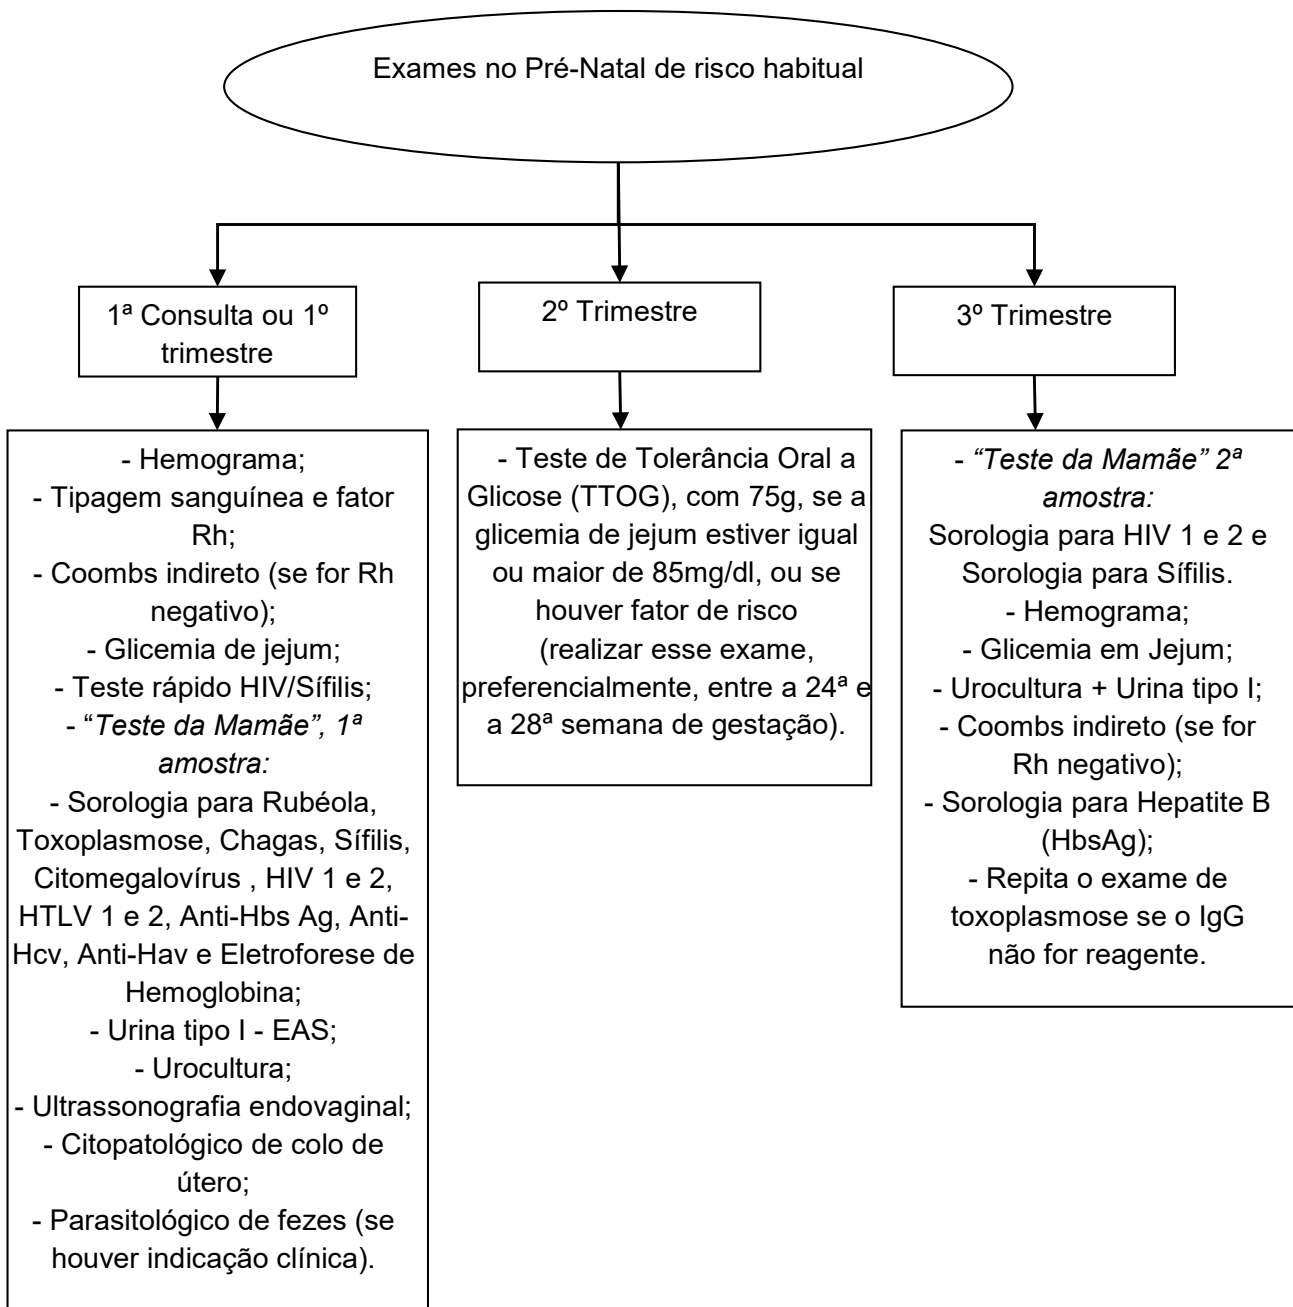 Exames no Pré-Natal de risco habitual
1ª Consulta ou 1º
trimestre
2º Trimestre
3º Trimestre
- Hemograma;
- Tipagem sanguínea e fator
Rh;
- Coombs indireto (se for Rh
negativo);
- Glicemia de jejum;
- Teste rápido HIV/Sífilis;
- “Teste da Mamãe”, 1ª
amostra:
- Sorologia para Rubéola,
Toxoplasmose, Chagas, Sífilis,
Citomegalovírus , HIV 1 e 2,
HTLV 1 e 2, Anti-Hbs Ag, Anti-
Hcv, Anti-Hav e Eletroforese de
Hemoglobina;
- Urina tipo I - EAS;
- Urocultura;
- Ultrassonografia endovaginal;
- Citopatológico de colo de
útero;
- Parasitológico de fezes (se
houver indicação clínica).
- Teste de Tolerância Oral a
Glicose (TTOG), com 75g, se a
glicemia de jejum estiver igual
ou maior de 85mg/dl, ou se
houver fator de risco
(realizar esse exame,
preferencialmente, entre a 24ª e
a 28ª semana de gestação).
- “Teste da Mamãe” 2ª
amostra:
Sorologia para HIV 1 e 2 e
Sorologia para Sífilis.
- Hemograma;
- Glicemia em Jejum;
- Urocultura + Urina tipo I;
- Coombs indireto (se for
Rh negativo);
- Sorologia para Hepatite B
(HbsAg);
- Repita o exame de
toxoplasmose se o IgG
não for reagente.